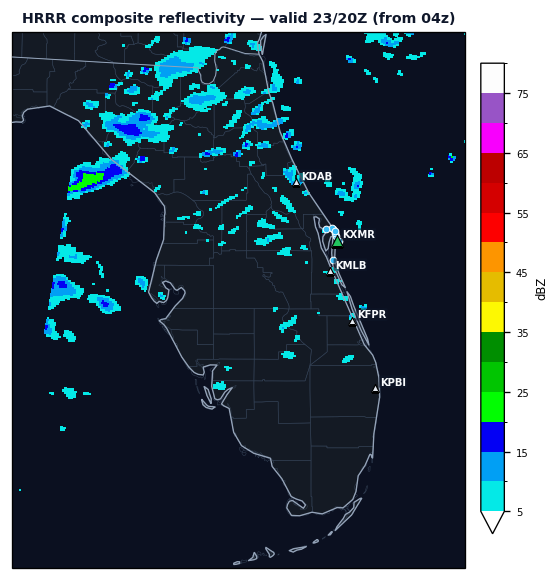 HRRR composite reflectivity — valid 23/20Z (from 04z)
KDAB
KXMR
KMLB
KFPR
KPBI
75
65
55
45
35
25
15
5
dBZ